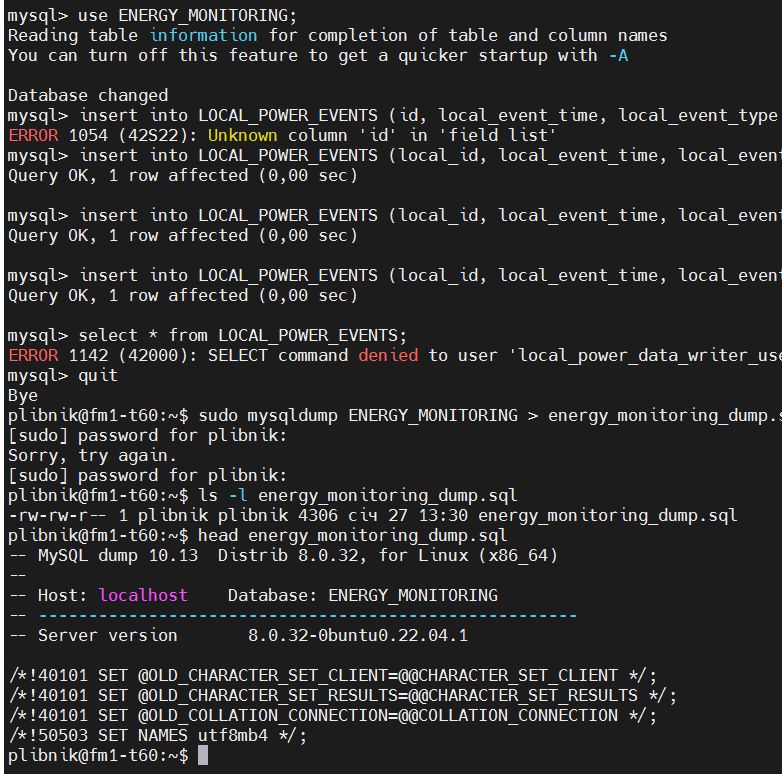 mysql> use ENERGY_MONITORING;
Reading table information for completion of table and column names
You can turn off this feature to get a quicker startup with -A
Database changed
mysql> insert into LOCAL_POWER_EVENTS (id, local_event_time, local_event_type
ERROR 1054 (42S22): Unknown column 'id' in 'field list'
mysql> insert into LOCAL_POWER_EVENTS (local_id, local_event_time, local_event
Query OK, 1 row affected (0,00 sec)
mysql> insert into LOCAL_POWER_EVENTS (local_id, local_event_time, local_event
Query OK, 1 row affected (0,00 sec)
mysql> insert into LOCAL_POWER_EVENTS (local_id, local_event_time, local_event
Query OK, 1 row affected (0,00 sec)
mysql> select * from LOCAL_POWER_EVENTS;
ERROR 1142 (42000): SELECT command denied to user 'local_power_data_writer_use
mysql> quit
Bye
plibnik@fm1-t60:~$ sudo mysqldump ENERGY_MONITORING > energy_monitoring_dump.s
[sudo] password for plibnik:
Sorry, try again.
[sudo] password for plibnik:
plibnik@fm1-t60:~$ ls -l energy_monitoring_dump.sql
-rw-rw-r-- 1 plibnik plibnik 4306 січ 27 13:30 energy_monitoring_dump.sql
plibnik@fm1-t60:~$ head energy_monitoring_dump.sql
-- MySQL dump 10.13  Distrib 8.0.32, for Linux (x86_64)
--
-- Host: localhost    Database: ENERGY_MONITORING
-- ------------------------------------------------------
-- Server version       8.0.32-0buntu0.22.04.1
/*!40101 SET @OLD_CHARACTER_SET_CLIENT=@@CHARACTER_SET_CLIENT */;
/*!40101 SET @OLD_CHARACTER_SET_RESULTS=@@CHARACTER_SET_RESULTS */;
/*!40101 SET @OLD_COLLATION_CONNECTION=@@COLLATION_CONNECTION */;
/*!50503 SET NAMES utf8mb4 */;
plibnik@fm1-t60:~$